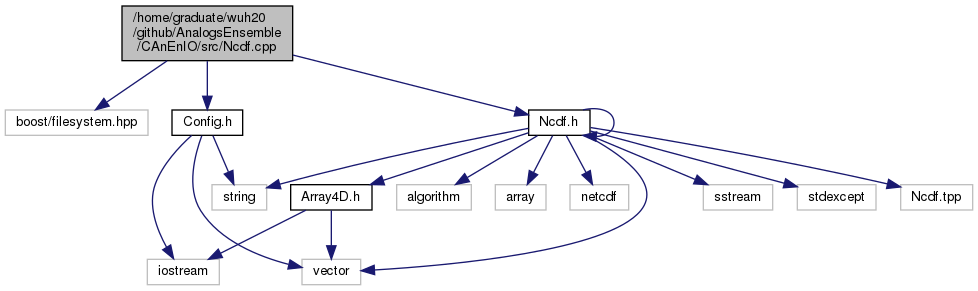 /home/graduate/wuh20
/github/AnalogsEnsemble
/CAnEnIO/src/Ncdf.cpp
boost/filesystem.hpp
Config.h
Ncdf.h
string
Array4D.h
algorithm
array
netcdf
sstream
stdexcept
Ncdf.tpp
iostream
vector